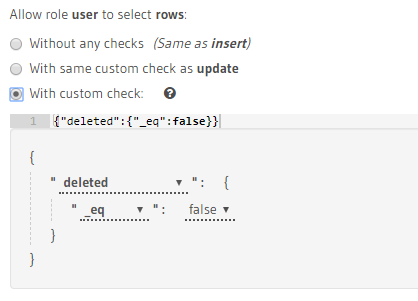 Allow role user to select rows:
Without any checks (Same as insert)
With same custom check as update
With custom check: ?
1 {"deleted":{"_eq":false}}
{
" deleted ▼ ": {
" _eq ▼ ": false ▼
}
}